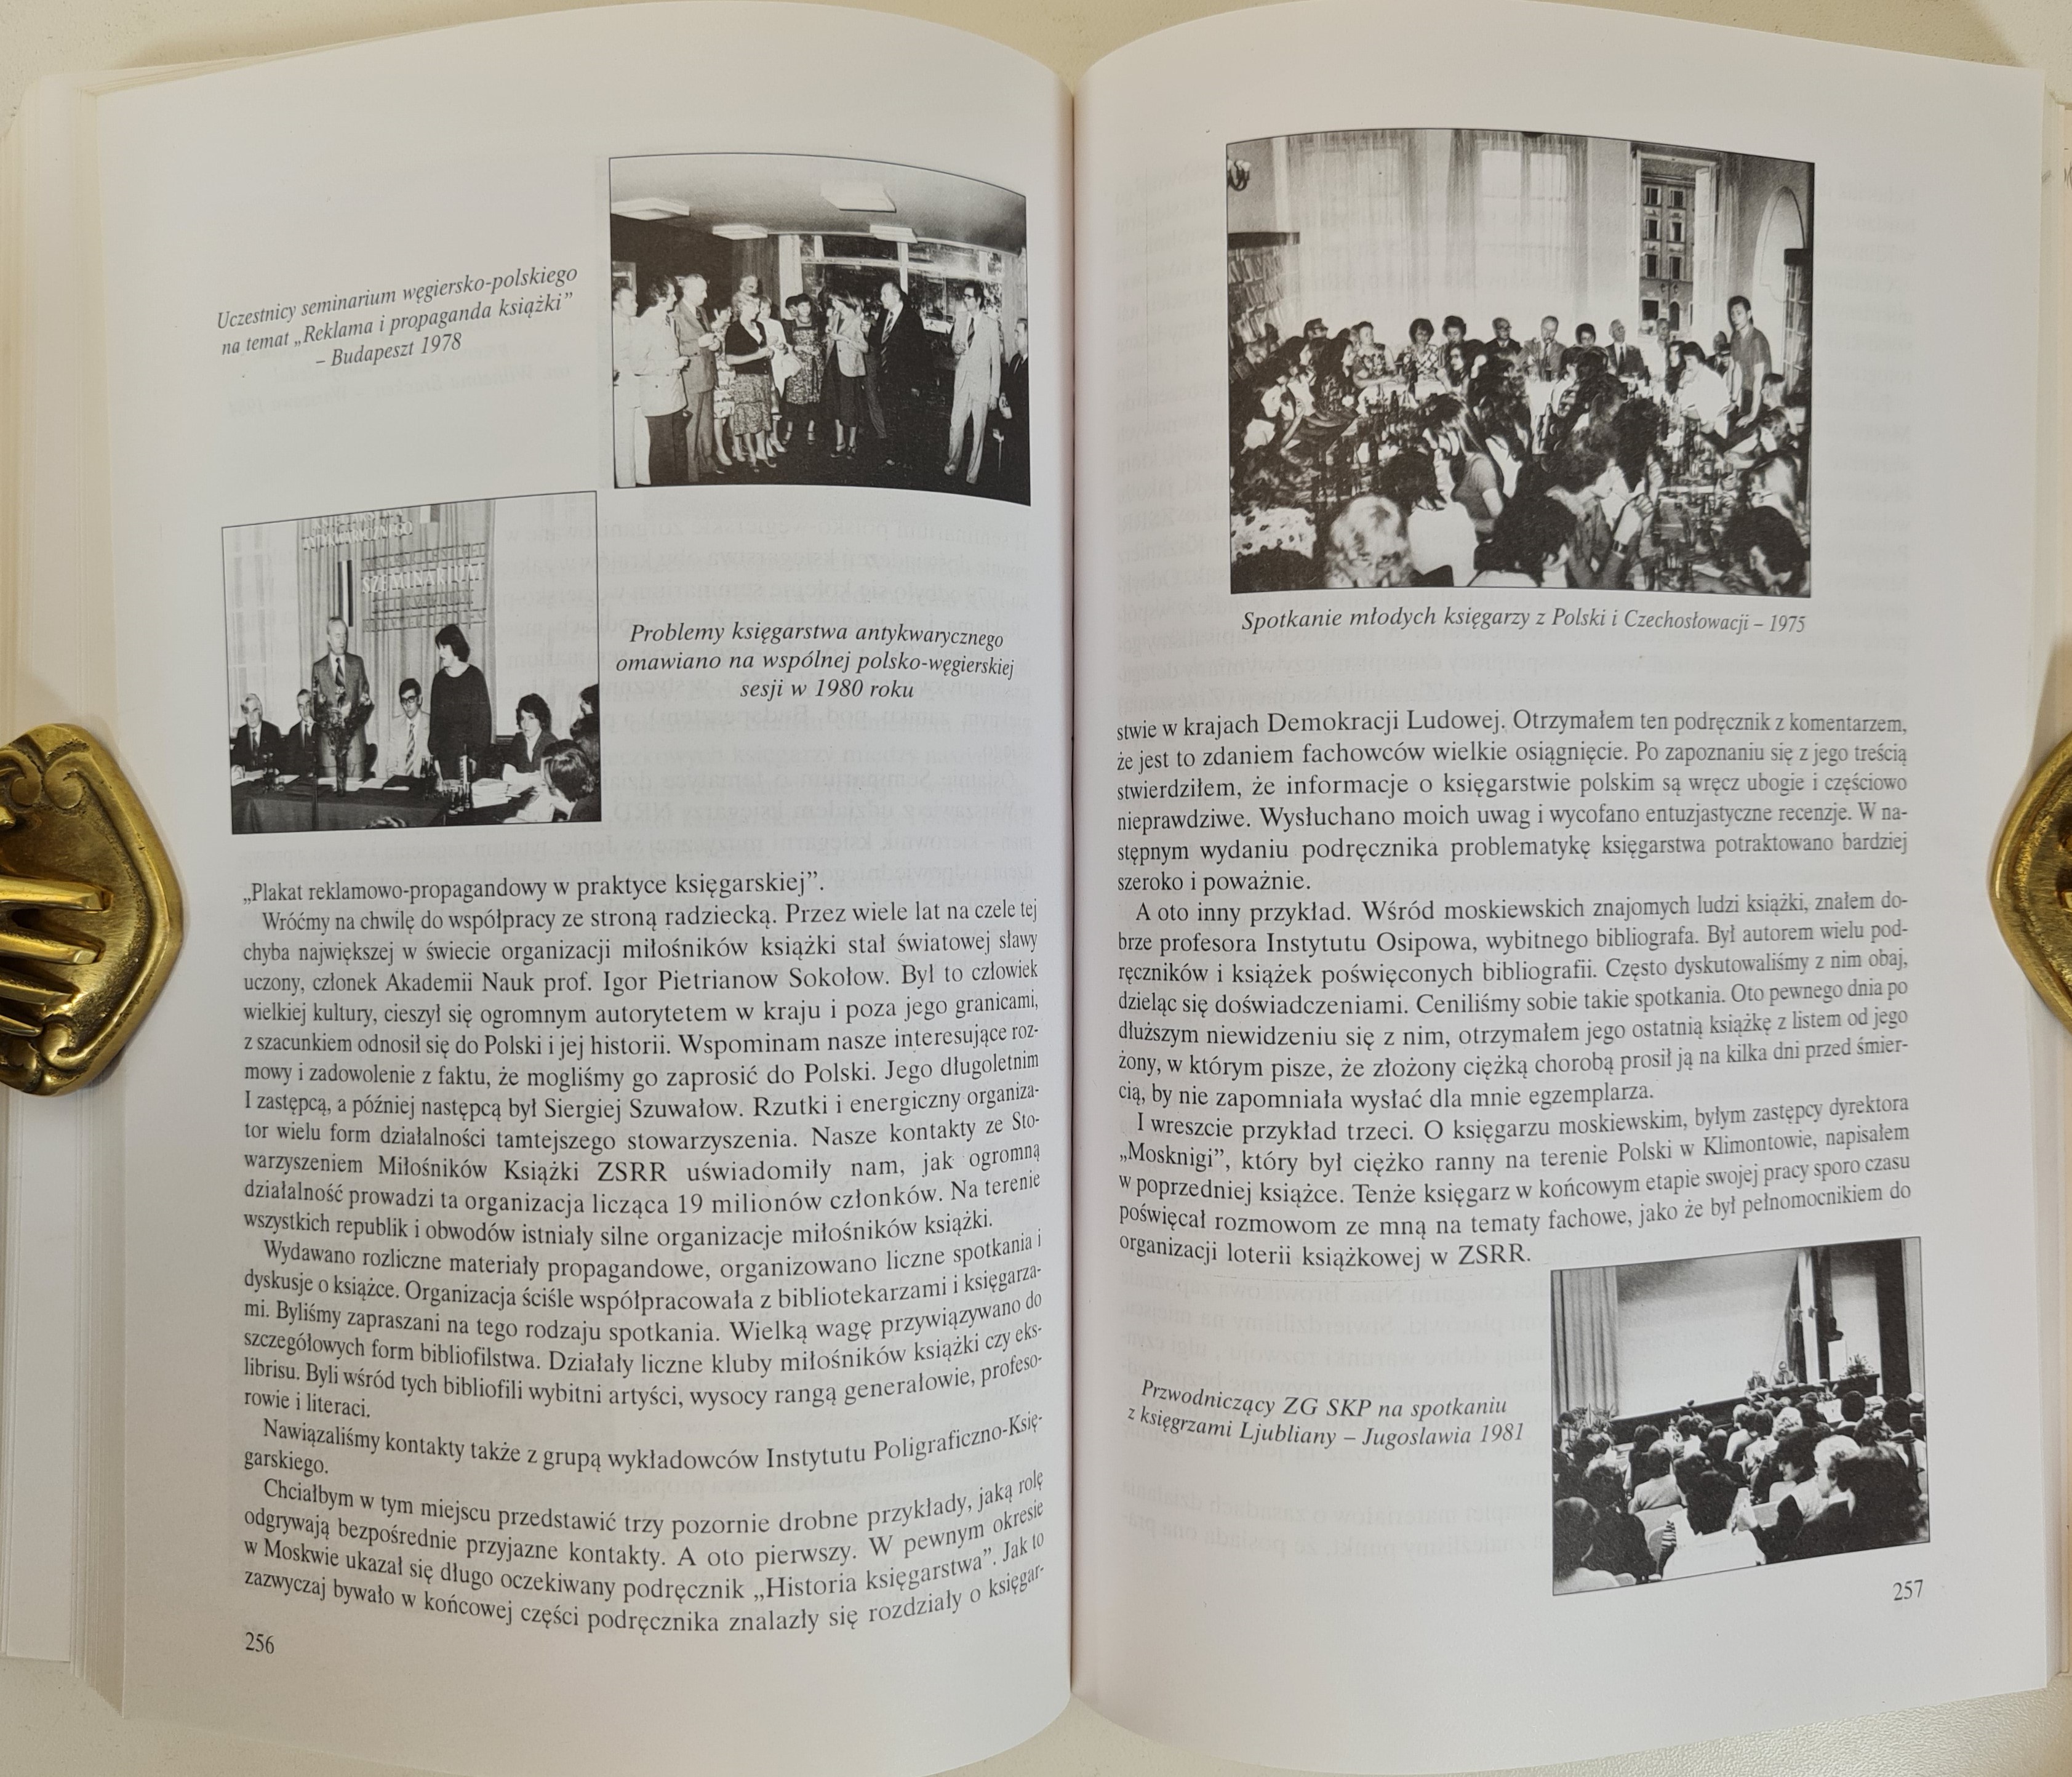 Uczestnicy seminarium węgiersko-polskiego
na temat „Reklama i propaganda książki”
– Budapeszt 1978
SZEMINARIUM
Problemy księgarstwa antykwarycznego
omawiano na wspólnej polsko-węgierskiej
sesji w 1980 roku
„Plakat reklamowo-propagandowy w praktyce księgarskiej”.
Wróćmy na chwilę do współpracy ze stroną radziecką. Przez wiele lat na czele tej
chyba największej w świecie organizacji miłośników książki stał światowej sławy
uczony, członek Akademii Nauk prof. Igor Pietrianow Sokołow. Był to człowiek
wielkiej kultury, cieszył się ogromnym autorytetem w kraju i poza jego granicami,
z szacunkiem odnosił się do Polski i jej historii. Wspominam nasze interesujące roz-
mowy i zadowolenie z faktu, że mogliśmy go zaprosić do Polski. Jego długoletnim
I zastępcą, a później następcą był Siergiej Szuwałow. Rzutki i energiczny organiza-
tor wielu form działalności tamtejszego stowarzyszenia. Nasze kontakty ze Sto-
warzyszeniem Miłośników Książki ZSRR uświadomiły nam, jak ogromną
działalność prowadzi ta organizacja licząca 19 milionów członków. Na terenie
wszystkich republik i obwodów istniały silne organizacje miłośników książki.
Wydawano rozliczne materiały propagandowe, organizowano liczne spotkania i
dyskusje o książce. Organizacja ściśle współpracowała z bibliotekarzami i księgarza-
mi. Byliśmy zapraszani na tego rodzaju spotkania. Wielką wagę przywiązywano do
szczegółowych form bibliofilstwa. Działały liczne kluby miłośników książki czy eks-
librisu. Byli wśród tych bibliofili wybitni artyści, wysocy rangą generałowie, profeso-
rowie i literaci.
Nawiązaliśmy kontakty także z grupą wykładowców Instytutu Poligraficzno-Księ-
garskiego.
Chciałbym w tym miejscu przedstawić trzy pozornie drobne przykłady, jaką rolę
odgrywają bezpośrednie przyjazne kontakty. A oto pierwszy. W pewnym okresie
w Moskwie ukazał się długo oczekiwany podręcznik „Historia księgarstwa”. Jak to
zazwyczaj bywało w końcowej części podręcznika znalazły się rozdziały o księgar-
256
Spotkanie młodych księgarzy z Polski i Czechosłowacji – 1975
stwie w krajach Demokracji Ludowej. Otrzymałem ten podręcznik z komentarzem,
że jest to zdaniem fachowców wielkie osiągnięcie. Po zapoznaniu się z jego treścią
stwierdziłem, że informacje o księgarstwie polskim są wręcz ubogie i częściowo
nieprawdziwe. Wysłuchano moich uwag i wycofano entuzjastyczne recenzje. W na-
stępnym wydaniu podręcznika problematykę księgarstwa potraktowano bardziej
szeroko i poważnie.
A oto inny przykład. Wśród moskiewskich znajomych ludzi książki, znałem do-
brze profesora Instytutu Osipowa, wybitnego bibliografa. Był autorem wielu pod-
ręczników i książek poświęconych bibliografii. Często dyskutowaliśmy z nim obaj,
dzieląc się doświadczeniami. Ceniliśmy sobie takie spotkania. Oto pewnego dnia po
dłuższym niewidzeniu się z nim, otrzymałem jego ostatnią książkę z listem od jego
żony, w którym pisze, że złożony ciężką chorobą prosił ją na kilka dni przed śmier-
cią, by nie zapomniała wysłać dla mnie egzemplarza.
I wreszcie przykład trzeci. O księgarzu moskiewskim, byłym zastępcy dyrektora
„Mosknigi”, który był ciężko ranny na terenie Polski w Klimontowie, napisałem
w poprzedniej książce. Tenże księgarz w końcowym etapie swojej pracy sporo czasu
poświęcał rozmowom ze mną na tematy fachowe, jako że był pełnomocnikiem do
organizacji loterii książkowej w ZSRR.
Przwodniczący ZG SKP na spotkaniu
z księgrzami Ljubliany – Jugosławia 1981
257